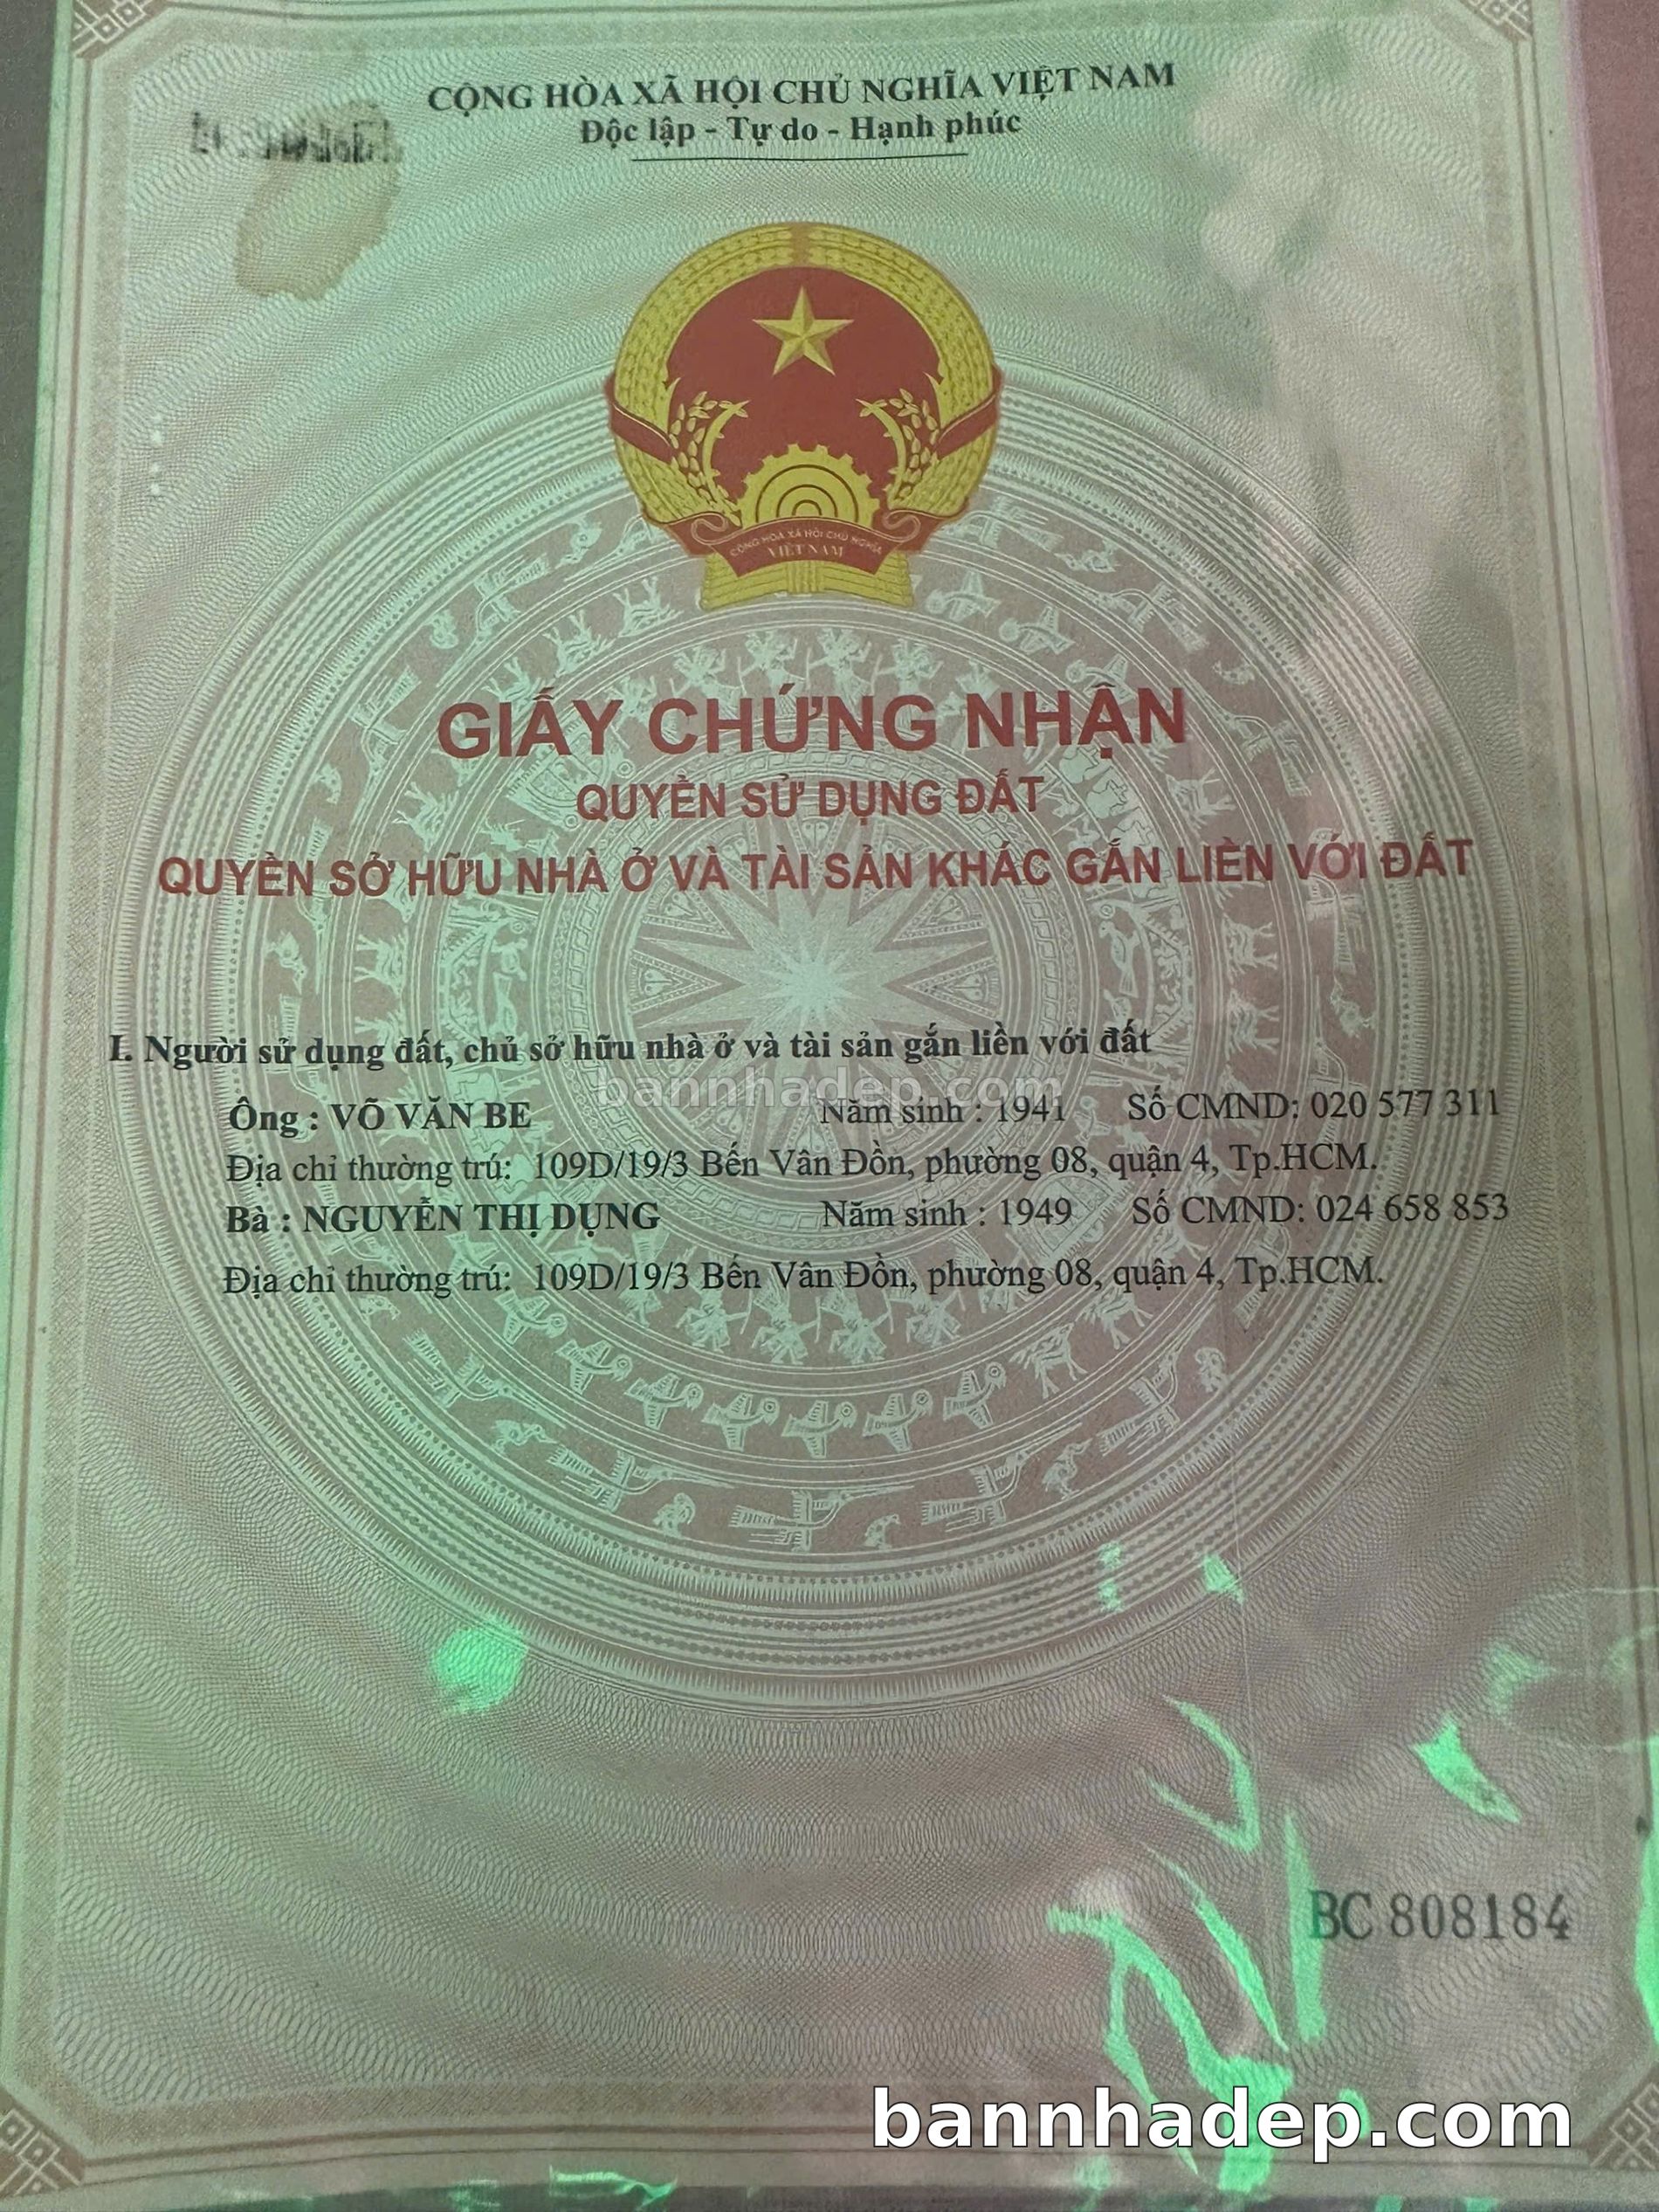 CỘNG HÒA XÃ HỘI CHỦ NGHĨA VIỆT NAM
Độc lập - Tự do - Hạnh phúc
CỘNG HÒA XÃ HỘI CHỦ NGHĨA
VIỆT NAM
GIẤY CHỨNG NHẬN
QUYỀN SỬ DỤNG ĐẤT
QUYỀN SỞ HỮU NHÀ Ở VÀ TÀI SẢN KHÁC GẮN LIỀN VỚI ĐẤT
I. Người sử dụng đất, chủ sở hữu nhà ở và tài sản gắn liền với đất
bannhadep.com
Ông : VÕ VĂN BE Năm sinh : 1941 Số CMND: 020 577 311
Địa chỉ thường trú: 109D/19/3 Bến Vân Đồn, phường 08, quận 4, Tp.HCM.
Bà : NGUYỄN THỊ DỤNG Năm sinh : 1949 Số CMND: 024 658 853
Địa chỉ thường trú: 109D/19/3 Bến Vân Đồn, phường 08, quận 4, Tp.HCM.
BC 808184
bannhadep.com